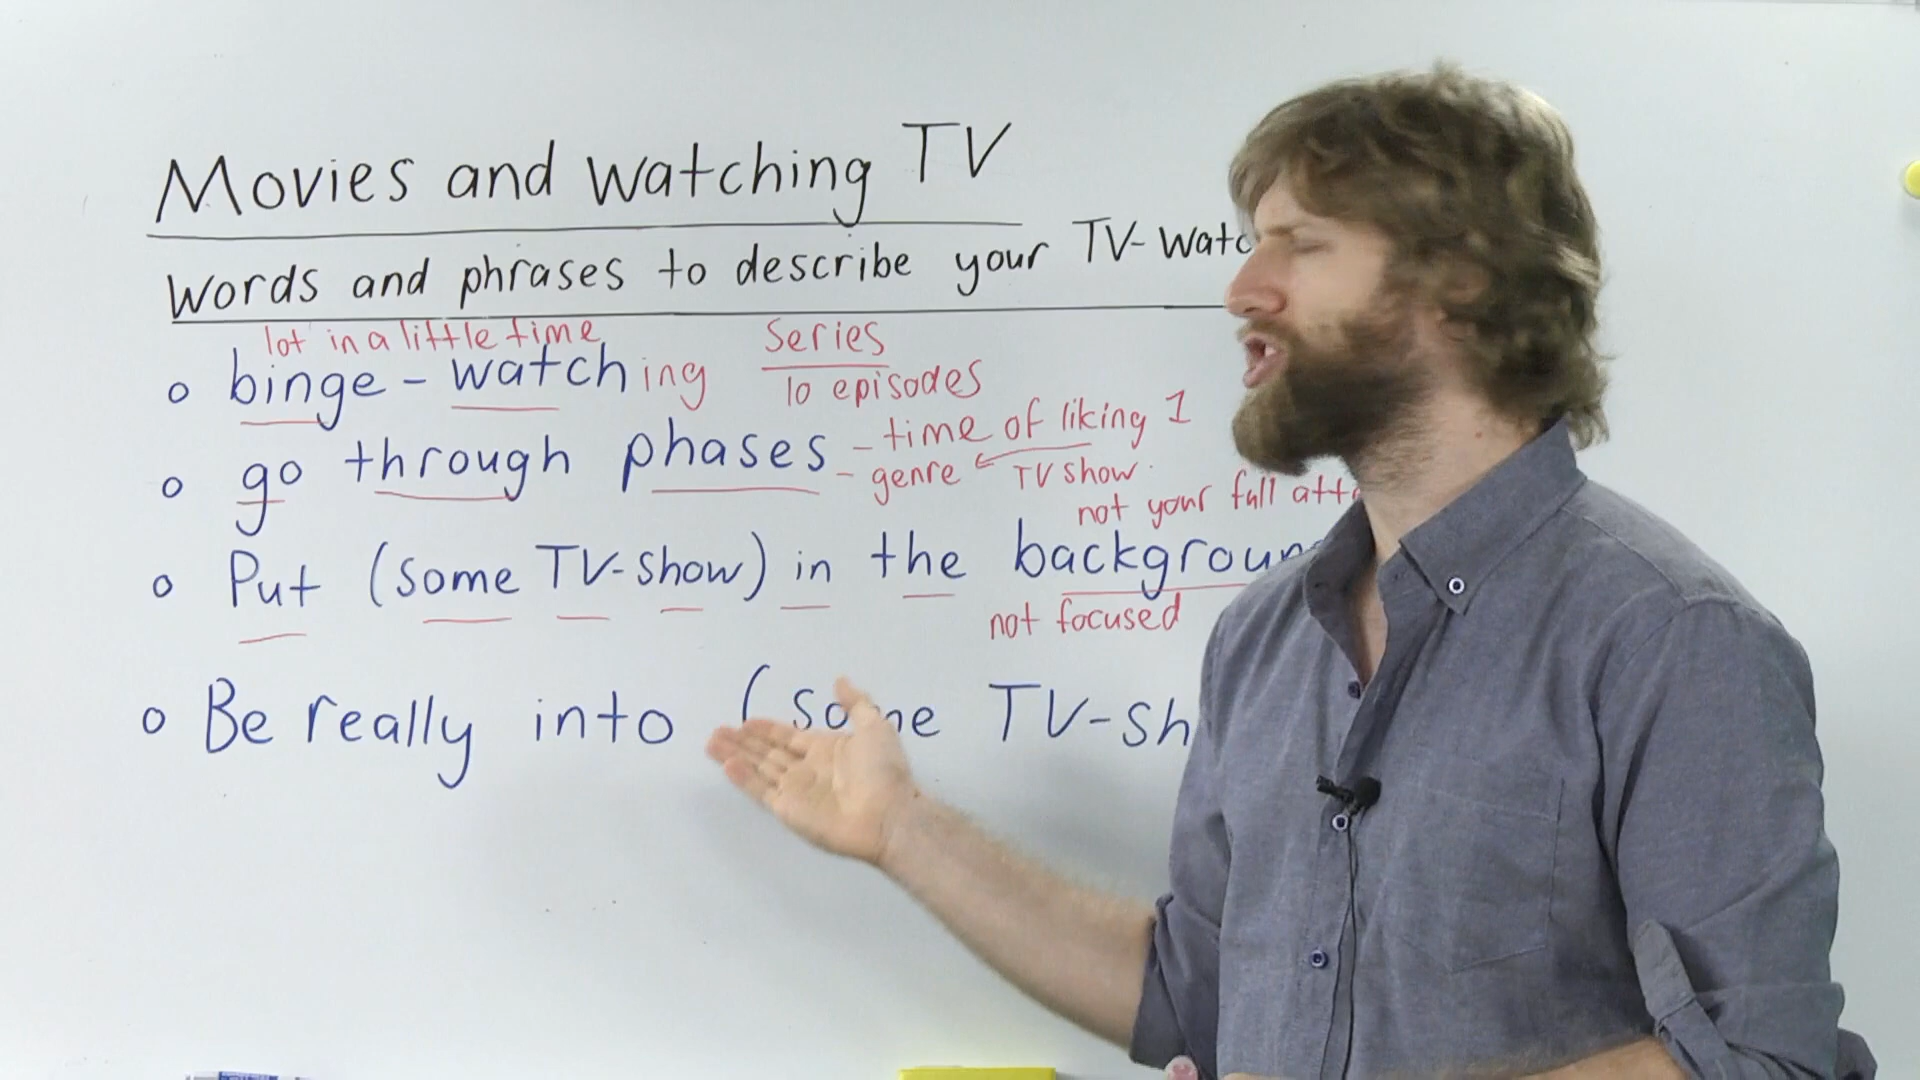 Movies and watching TV
Words and phrases to describe your TV-watc
lot in a little time
Series
o binge-watching
10 episodes
o go through phases
- time of liking 1
- genre
TV show
not your full att
o Put (some TV-show) in the backgroun
not focused
o Be really into (some TV-sh